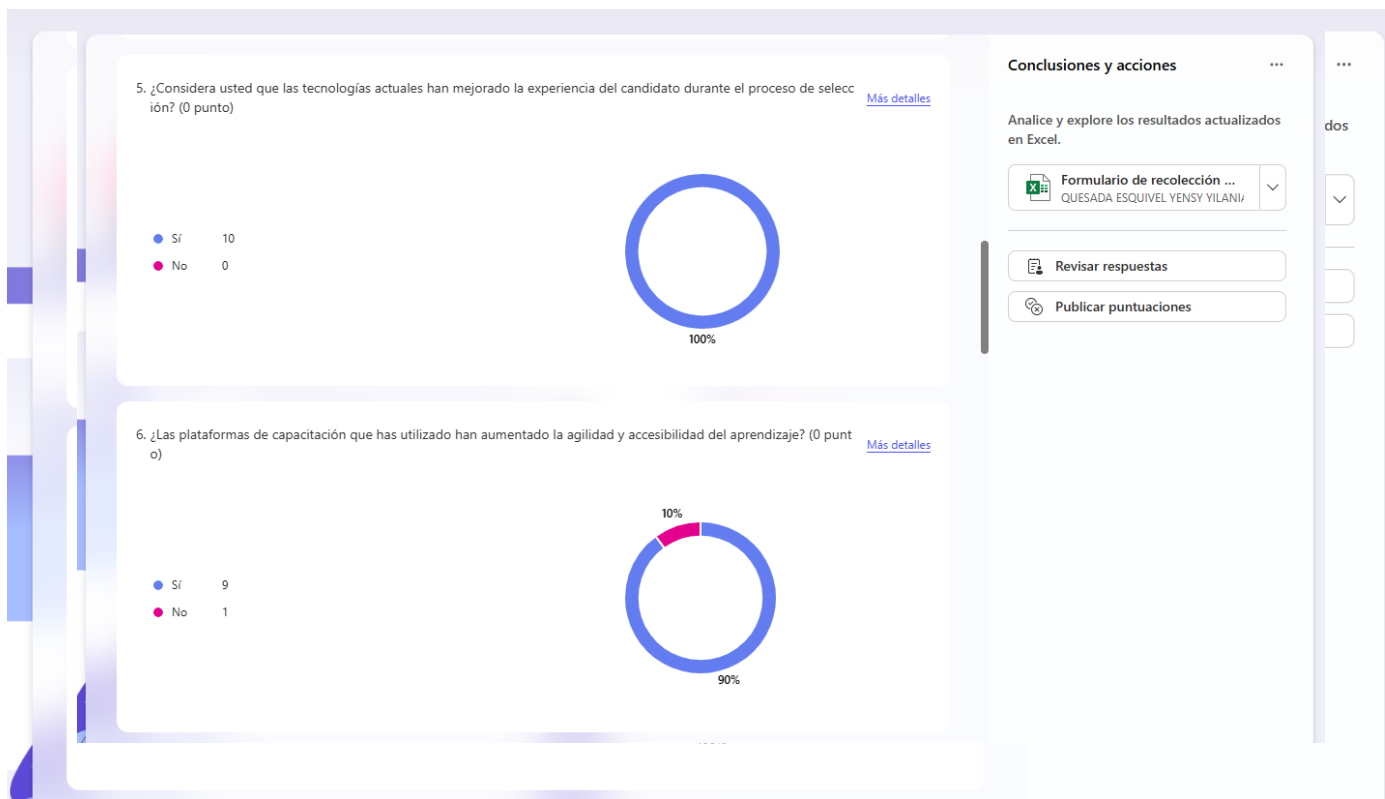 5. ¿Considera usted que las tecnologías actuales han mejorado la experiencia del candidato durante el proceso de selecc
ión? (0 punto)
Más detalles
Sí 10
No 0
100%
6. ¿Las plataformas de capacitación que has utilizado han aumentado la agilidad y accesibilidad del aprendizaje? (0 punt
o)
Más detalles
10%
Sí 9
No 1
90%
Conclusiones y acciones
Analice y explore los resultados actualizados
en Excel.
Formulario de recolección ...
QUESADA ESQUIVEL YENSY YILANI
Revisar respuestas
Publicar puntuaciones
dos